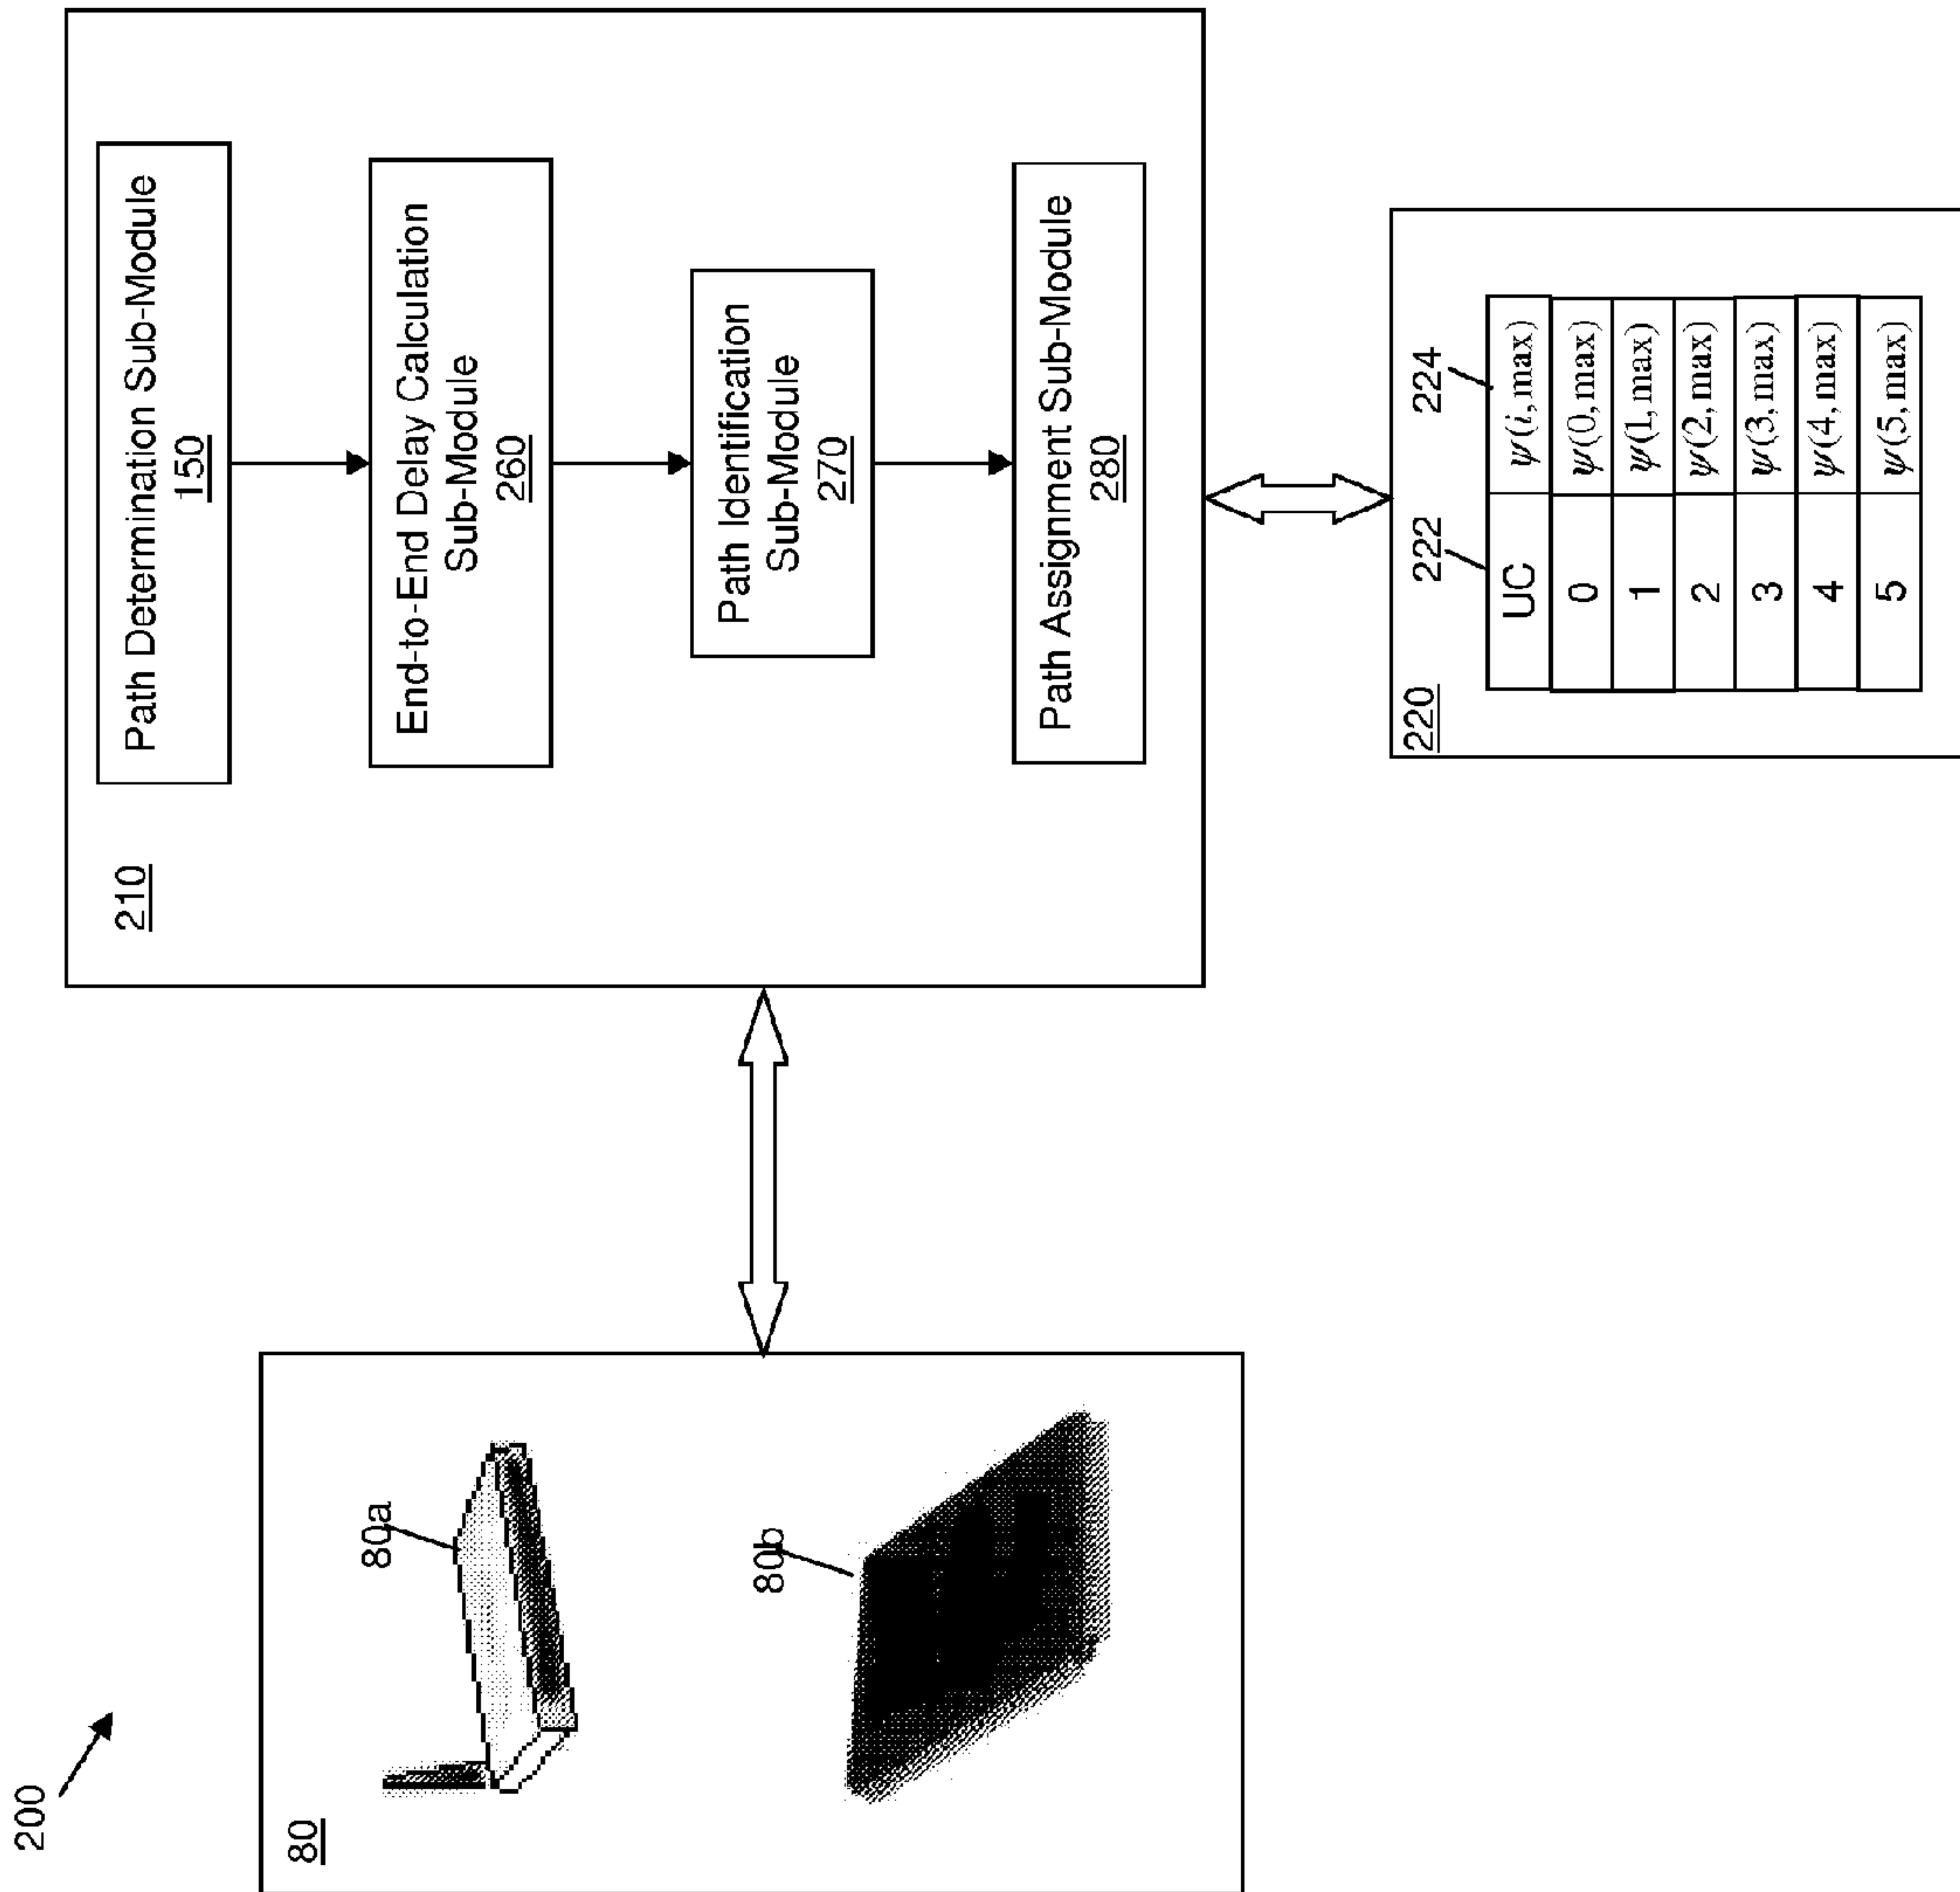 200
80
80a
80b
210
Path Determination Sub-Module
150
End-to-End Delay Calculation
Sub-Module
260
Path Identification
Sub-Module
270
Path Assignment Sub-Module
280
220
222
224
UC ψ(i, max)
0 ψ(0, max)
1 ψ(1, max)
2 ψ(2, max)
3 ψ(3, max)
4 ψ(4, max)
5 ψ(5, max)